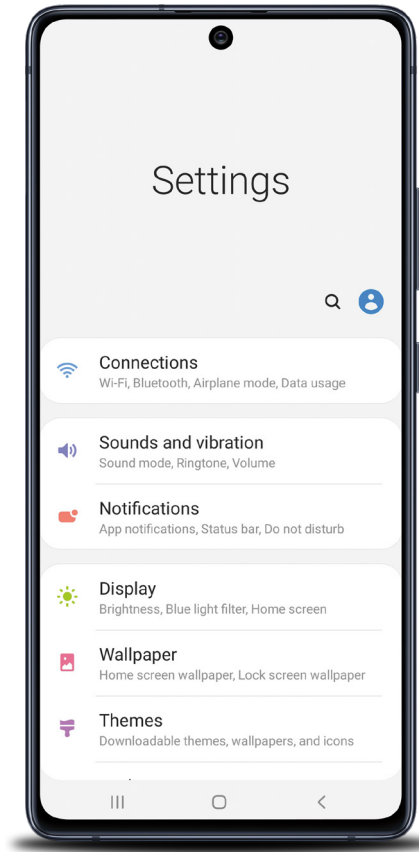 Settings
Connections
Wi-Fi, Bluetooth, Airplane mode, Data usage
Sounds and vibration
Sound mode, Ringtone, Volume
Notifications
App notifications, Status bar, Do not disturb
Display
Brightness, Blue light filter, Home screen
Wallpaper
Home screen wallpaper, Lock screen wallpaper
Themes
Downloadable themes, wallpapers, and icons